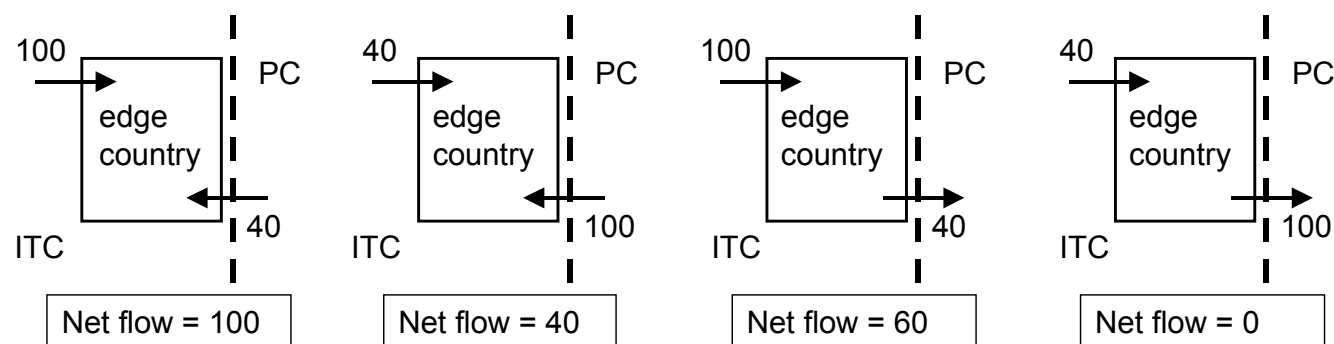 100
PC
edge
country
40
ITC
Net flow = 100
40
PC
edge
country
100
ITC
Net flow = 40
100
PC
edge
country
40
ITC
Net flow = 60
40
PC
edge
country
100
ITC
Net flow = 0